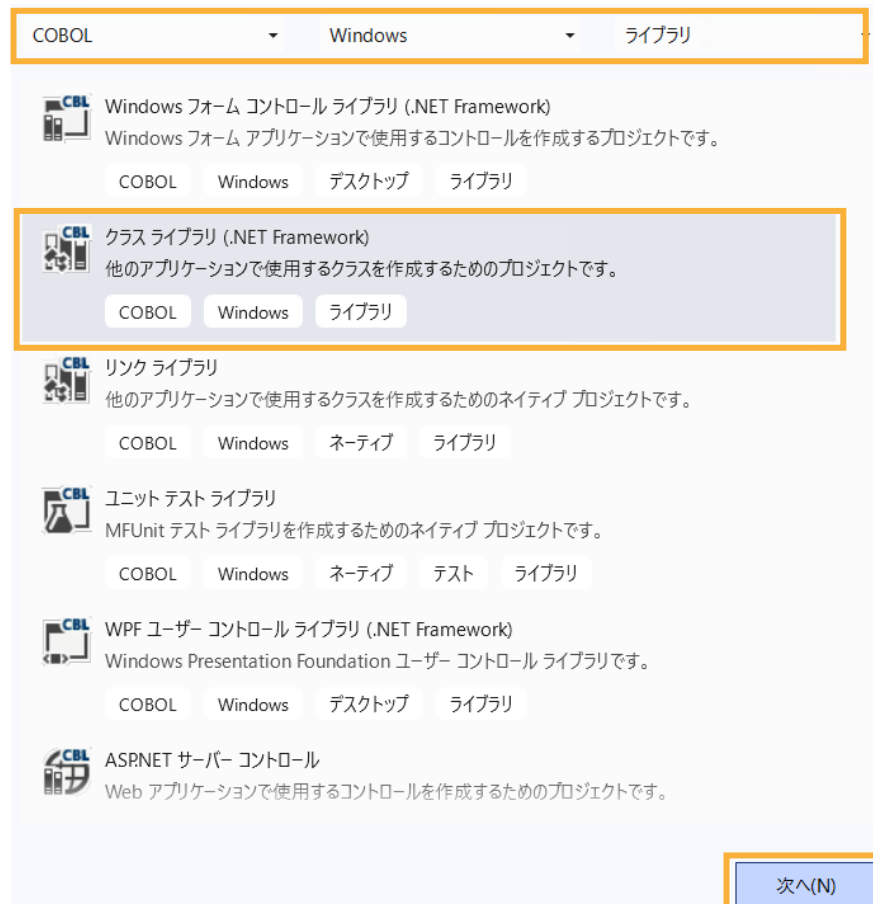 COBOL Windows ライブラリ
CBL Windows フォーム コントロール ライブラリ (.NET Framework)
Windows フォーム アプリケーションで使用するコントロールを作成するプロジェクトです。
COBOL Windows デスクトップ ライブラリ
CBL クラス ライブラリ (.NET Framework)
他のアプリケーションで使用するクラスを作成するためのプロジェクトです。
COBOL Windows ライブラリ
CBL リンク ライブラリ
他のアプリケーションで使用するクラスを作成するためのネイティブ プロジェクトです。
COBOL Windows ネーティブ ライブラリ
CBL ユニット テスト ライブラリ
MFUnit テスト ライブラリを作成するためのネイティブ プロジェクトです。
COBOL Windows ネーティブ テスト ライブラリ
CBL WPF ユーザー コントロール ライブラリ (.NET Framework)
Windows Presentation Foundation ユーザー コントロール ライブラリです。
COBOL Windows デスクトップ ライブラリ
CBL ASP.NET サーバー コントロール
Web アプリケーションで使用するコントロールを作成するためのプロジェクトです。
次へ(N)